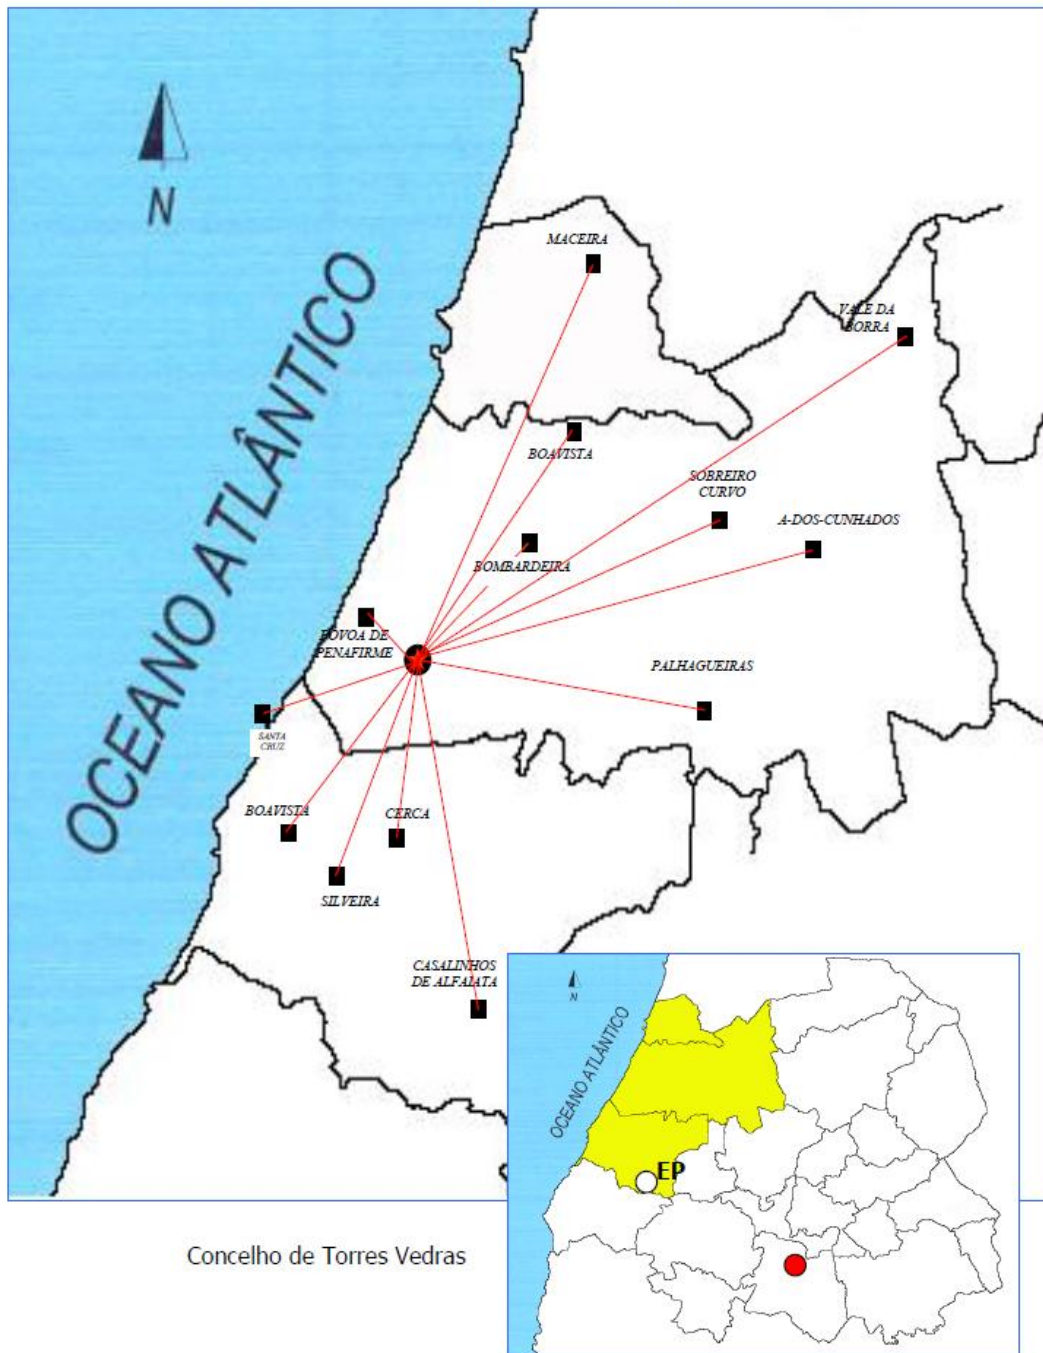 N
OCEANO ATLÂNTICO
MACEIRA
VALE DA
BORRA
BOAVISTA
SOBREIRO
CURVO
A-DOS-CUNHADOS
BOMBARDEIRA
POVOA DE
PENAFIRME
PALHAGUEIRAS
SANTA
CRUZ
BOAVISTA
CERCA
SILVEIRA
CASALINHOS
DE ALFAIATA
N
OCEANO ATLÂNTICO
EP
Concelho de Torres Vedras